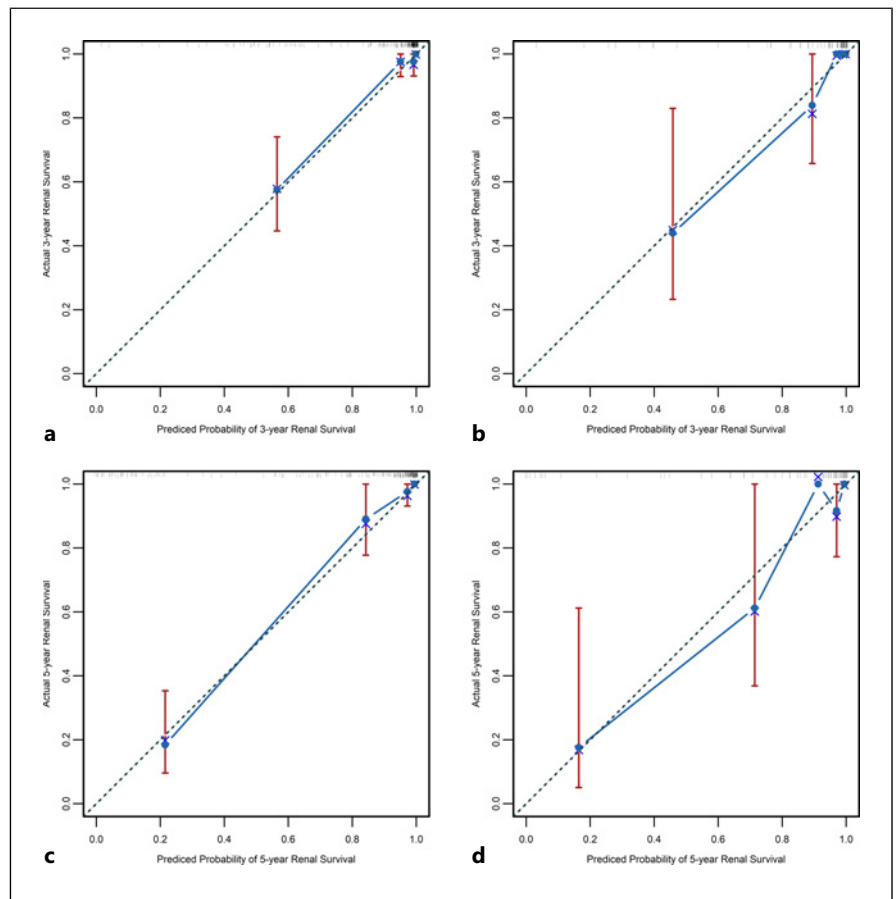 1.0
0.8
0.6
0.4
0.2
0.0
Actual 3-year Renal Survival
0.0 0.2 0.4 0.6 0.8 1.0
a
Prediced Probability of 3-year Renal Survival
1.0
0.8
0.6
0.4
0.2
0.0
Actual 3-year Renal Survival
0.0 0.2 0.4 0.6 0.8 1.0
b
Prediced Probability of 3-year Renal Survival
1.0
0.8
0.6
0.4
0.2
0.0
Actual 5-year Renal Survival
0.0 0.2 0.4 0.6 0.8 1.0
c
Prediced Probability of 5-year Renal Survival
1.0
0.8
0.6
0.4
0.2
0.0
Actual 5-year Renal Survival
0.0 0.2 0.4 0.6 0.8 1.0
d
Prediced Probability of 5-year Renal Survival